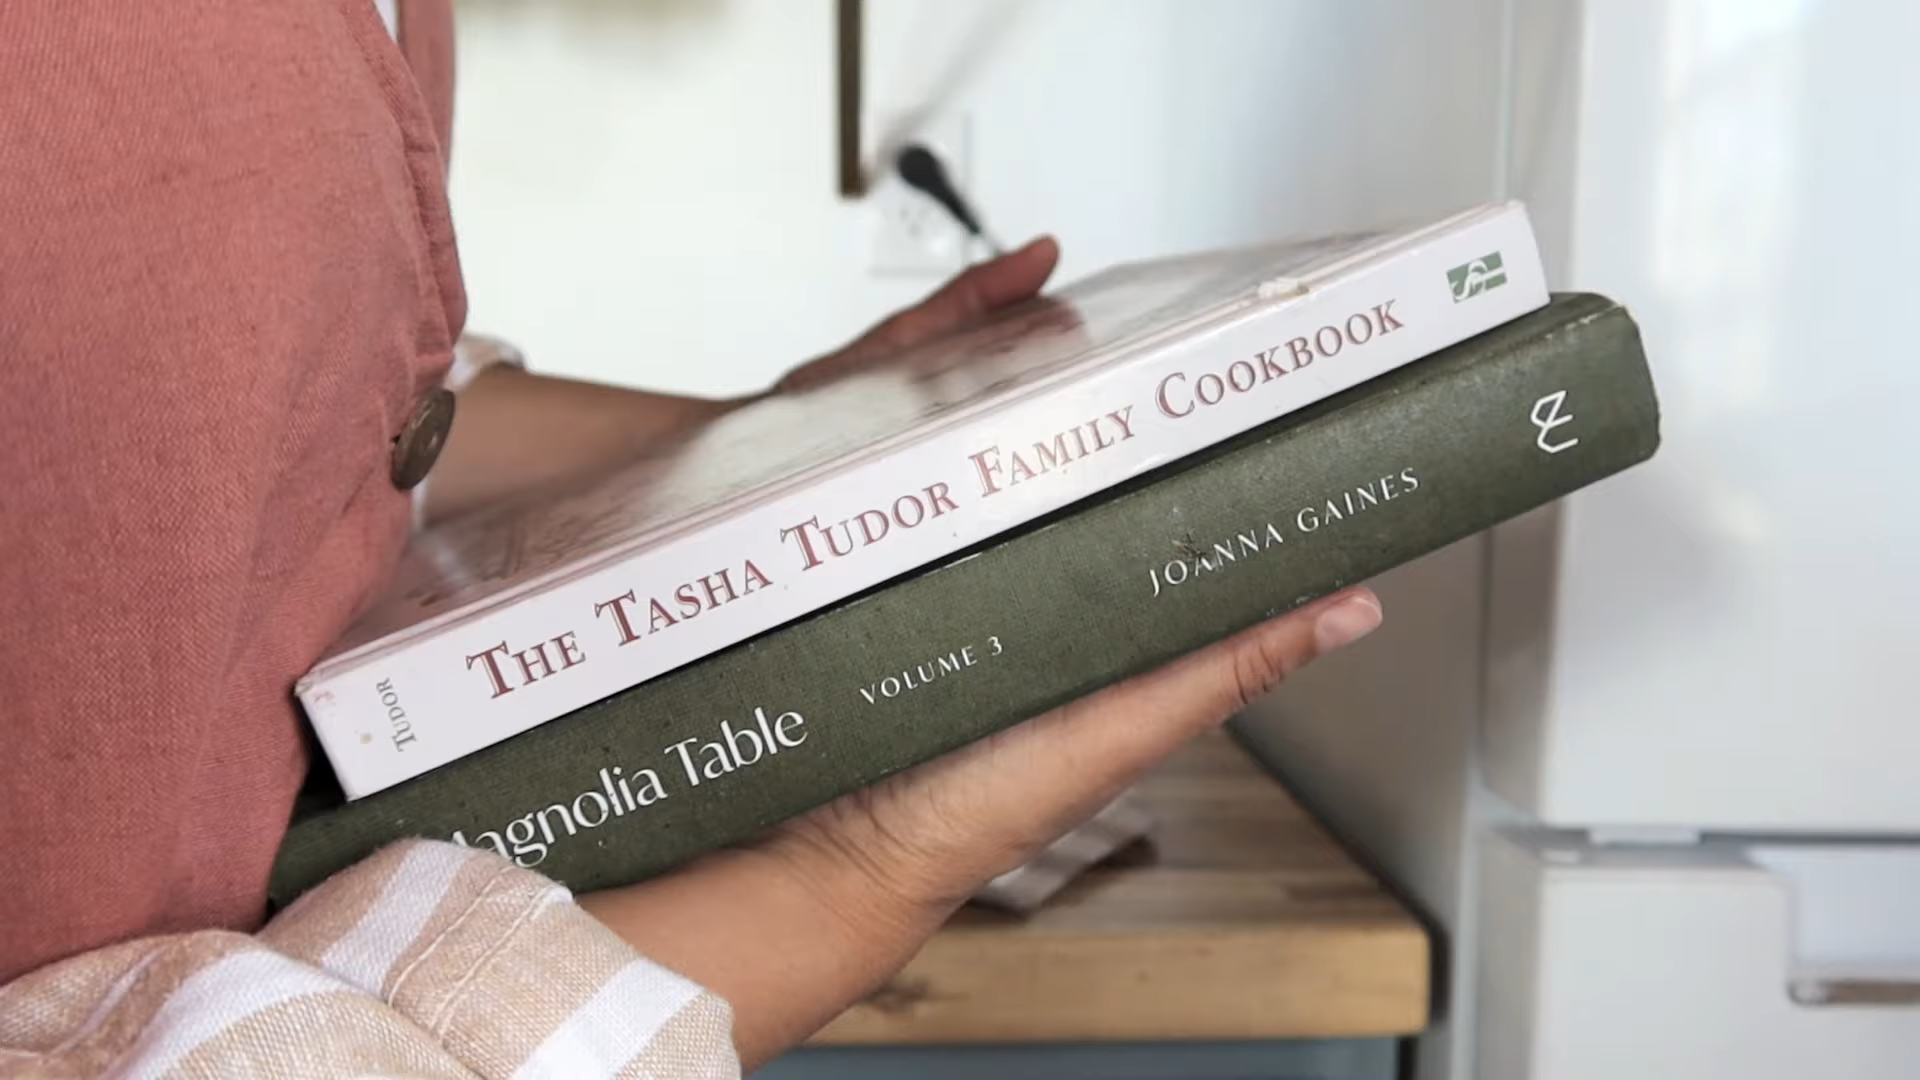 TUDOR
THE TASHA TUDOR FAMILY COOKBOOK
agnolia Table VOLUME 3 JOANNA GAINES